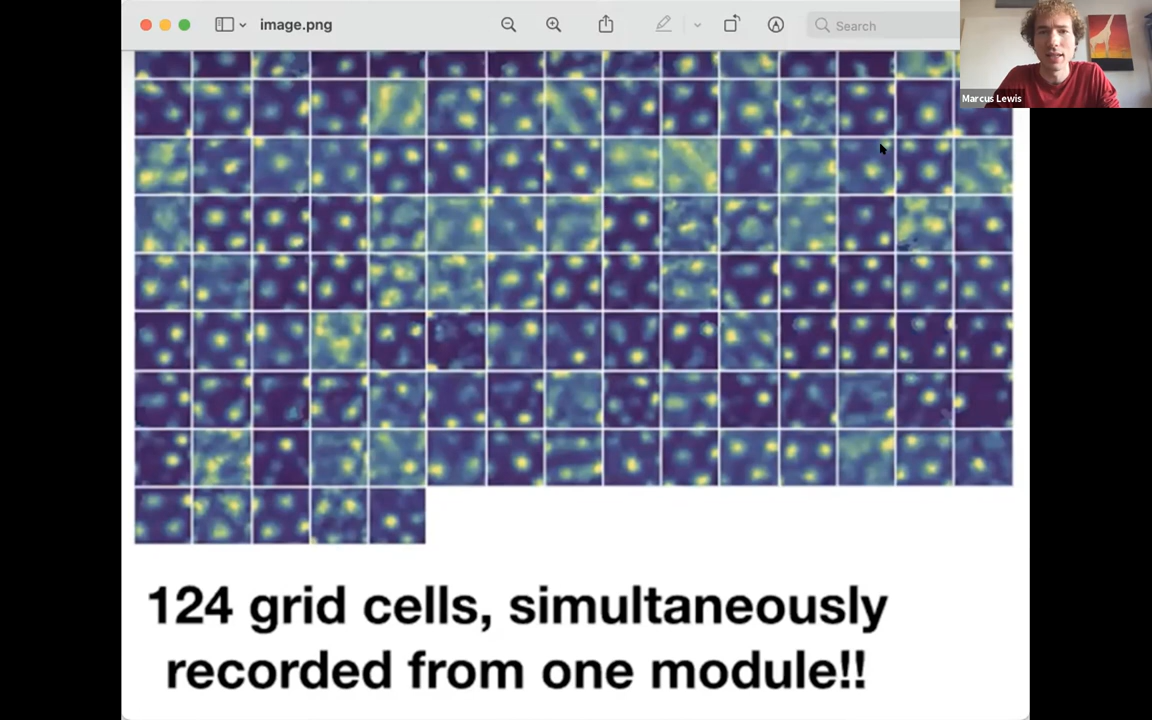 image.png
Search
Marcus Lewis
124 grid cells, simultaneously
recorded from one module!!